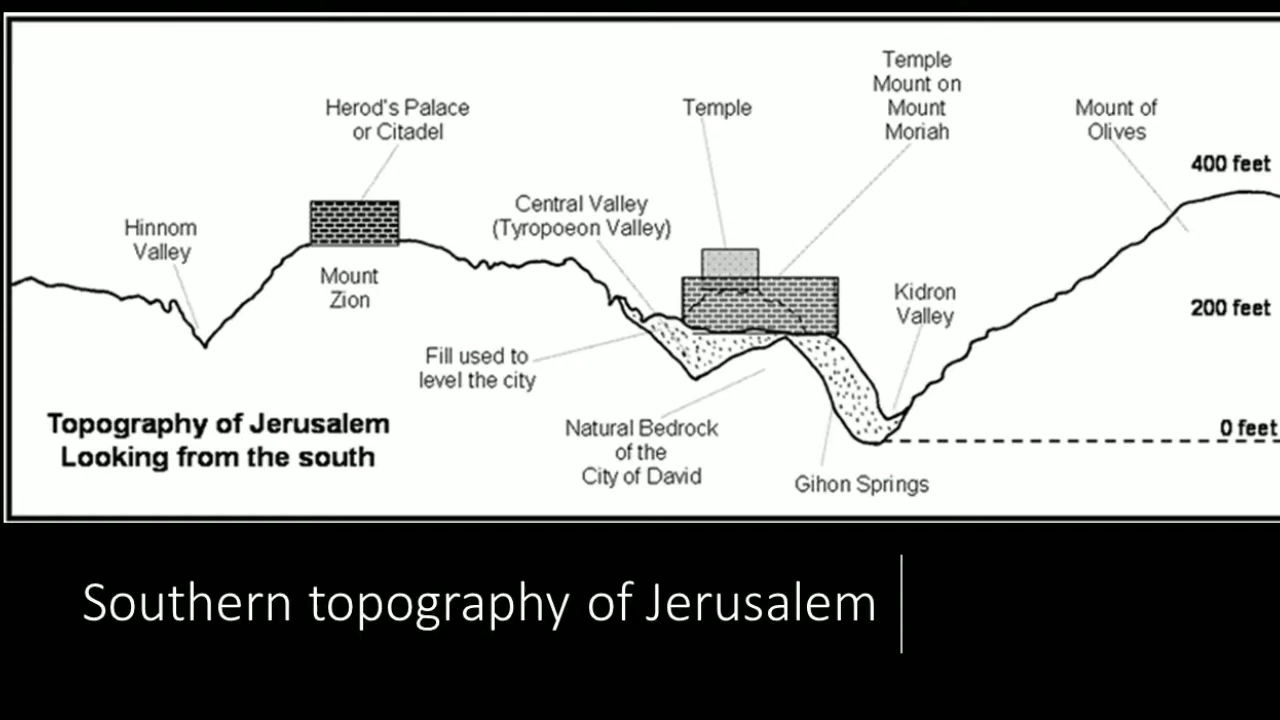 Temple
Mount on
Mount
Moriah
Herod's Palace
or Citadel
Temple
Mount of
Olives
400 feet
Central Valley
(Tyropoeon Valley)
Hinnom
Valley
Mount
Zion
Kidron
Valley
200 feet
Fill used to
level the city
Topography of Jerusalem
Looking from the south
Natural Bedrock
of the
City of David
0 feet
Gihon Springs
Southern topography of Jerusalem